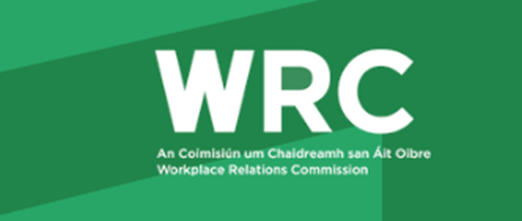 WRC
An Coimisiún um Chaidreamh san Áit Oibre
Workplace Relations Commission